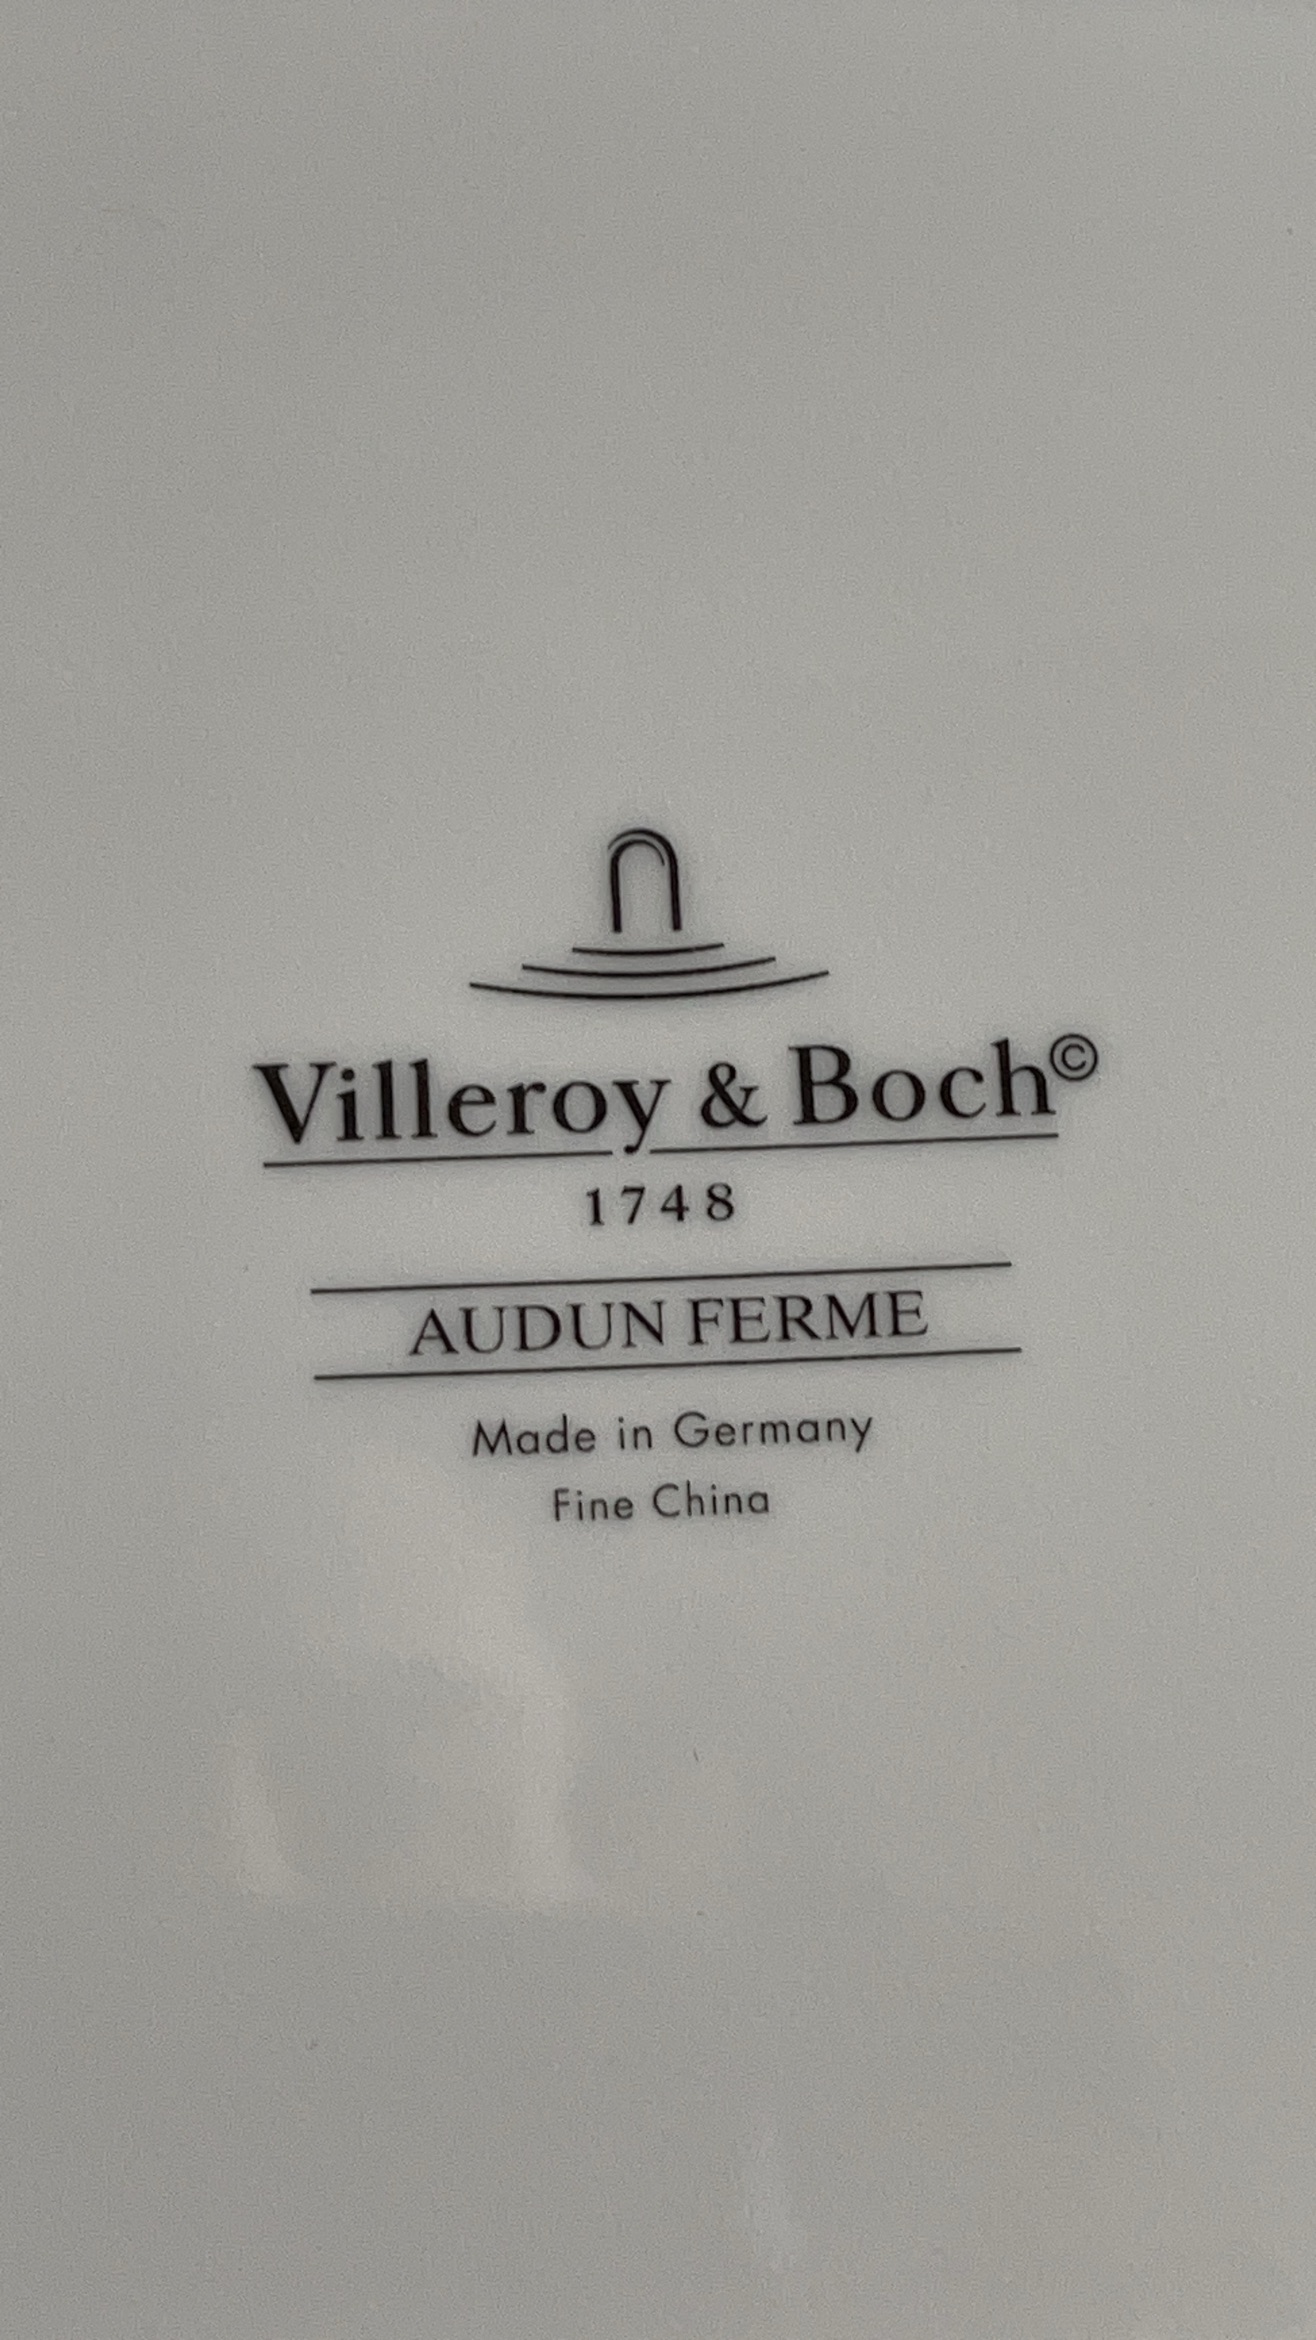 Villeroy & Boch©
1748
AUDUN FERME
Made in Germany
Fine China